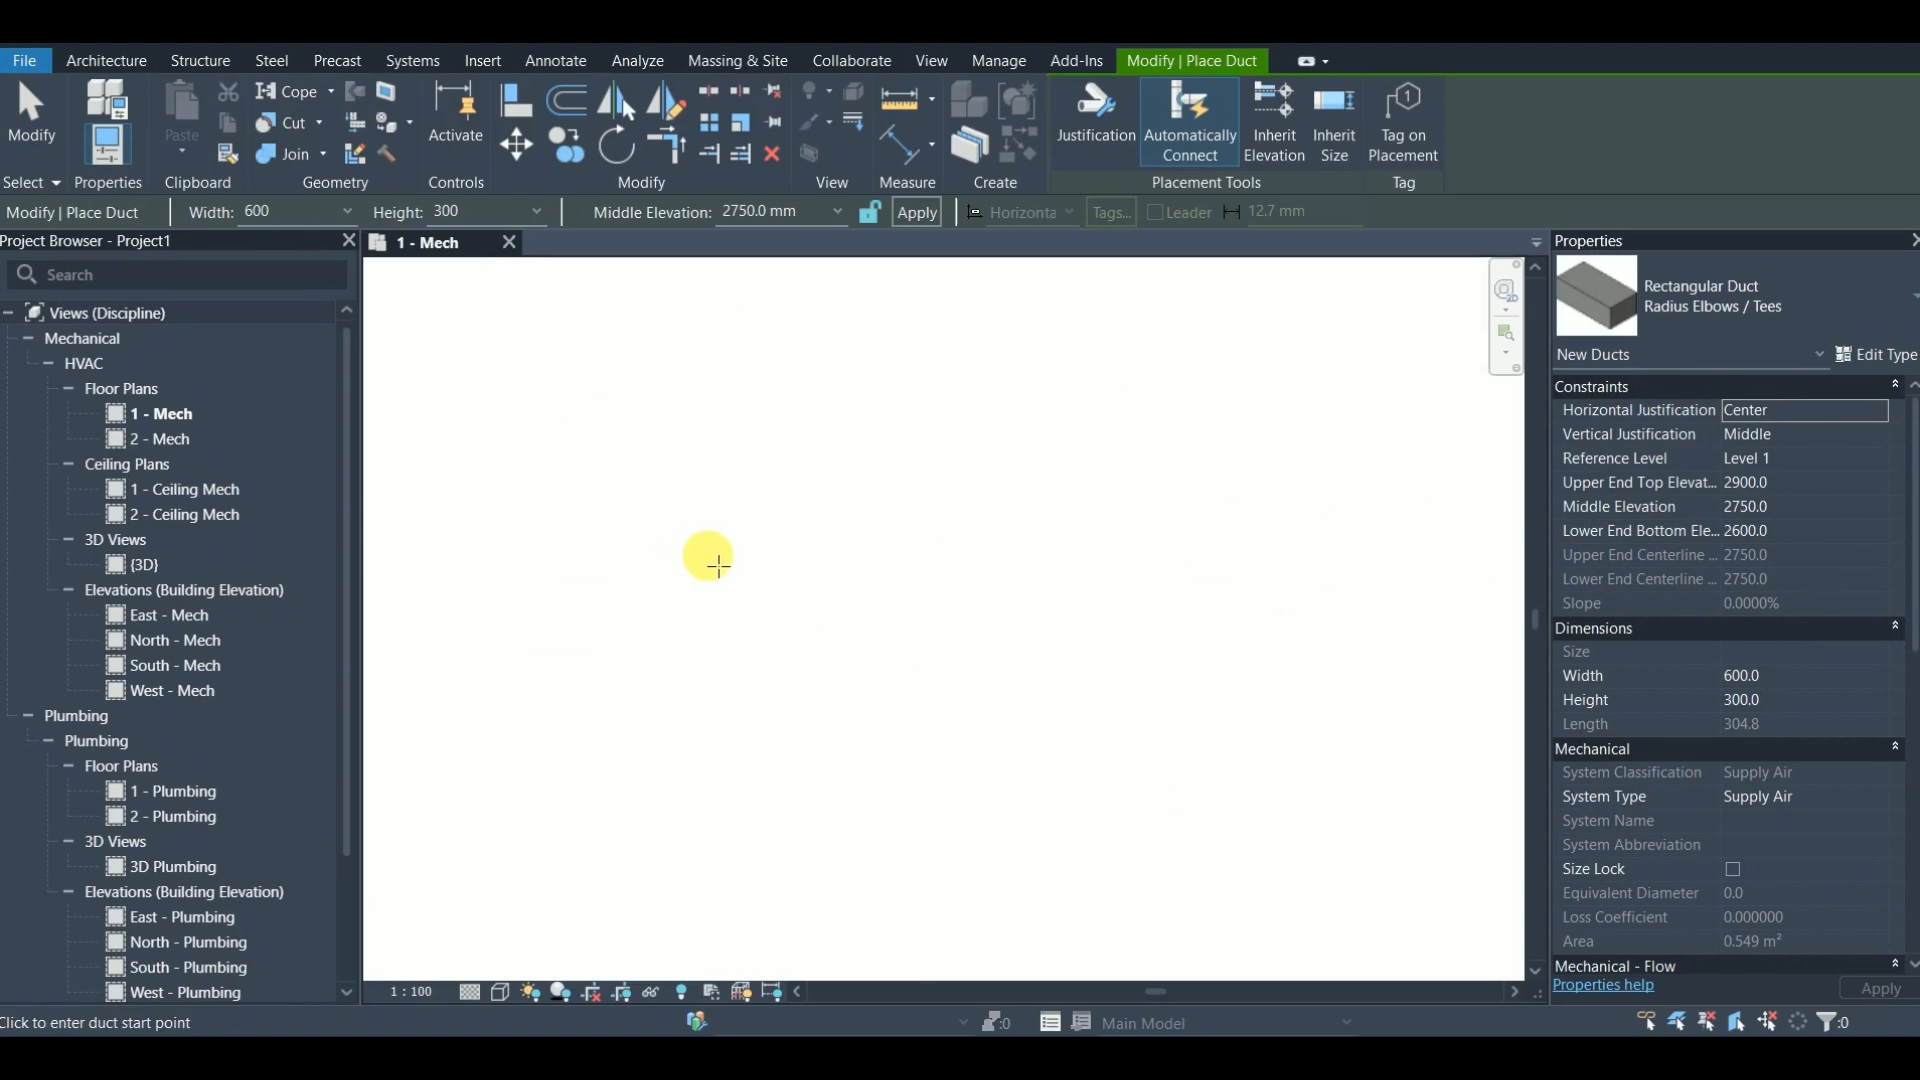 File Architecture Structure Steel Precast Systems Insert Annotate Analyze Massing & Site Collaborate View Manage Add-Ins Modify | Place Duct
Modify Paste Cope Cut Join Activate Justification Automatically Connect Inherit Elevation Inherit Size Tag on Placement
Select Properties Clipboard Geometry Controls Modify View Measure Create Placement Tools Tag
Modify | Place Duct Width: 600 Height: 300 Middle Elevation: 2750.0 mm Apply Horizonta Tags... Leader 12.7 mm
Project Browser - Project1
Search
Views (Discipline)
Mechanical
HVAC
Floor Plans
1 - Mech
2 - Mech
Ceiling Plans
1 - Ceiling Mech
2 - Ceiling Mech
3D Views
{3D}
Elevations (Building Elevation)
East - Mech
North - Mech
South - Mech
West - Mech
Plumbing
Plumbing
Floor Plans
1 - Plumbing
2 - Plumbing
3D Views
3D Plumbing
Elevations (Building Elevation)
East - Plumbing
North - Plumbing
South - Plumbing
West - Plumbing
1 - Mech
2D
1 : 100
Properties
Rectangular Duct
Radius Elbows / Tees
New Ducts Edit Type
Constraints
Horizontal Justification Center
Vertical Justification Middle
Reference Level Level 1
Upper End Top Elevat... 2900.0
Middle Elevation 2750.0
Lower End Bottom Ele... 2600.0
Upper End Centerline ... 2750.0
Lower End Centerline ... 2750.0
Slope 0.0000%
Dimensions
Size
Width 600.0
Height 300.0
Length 304.8
Mechanical
System Classification Supply Air
System Type Supply Air
System Name
System Abbreviation
Size Lock
Equivalent Diameter 0.0
Loss Coefficient 0.000000
Area 0.549 m²
Mechanical - Flow
Properties help Apply
Click to enter duct start point :0 Main Model :0